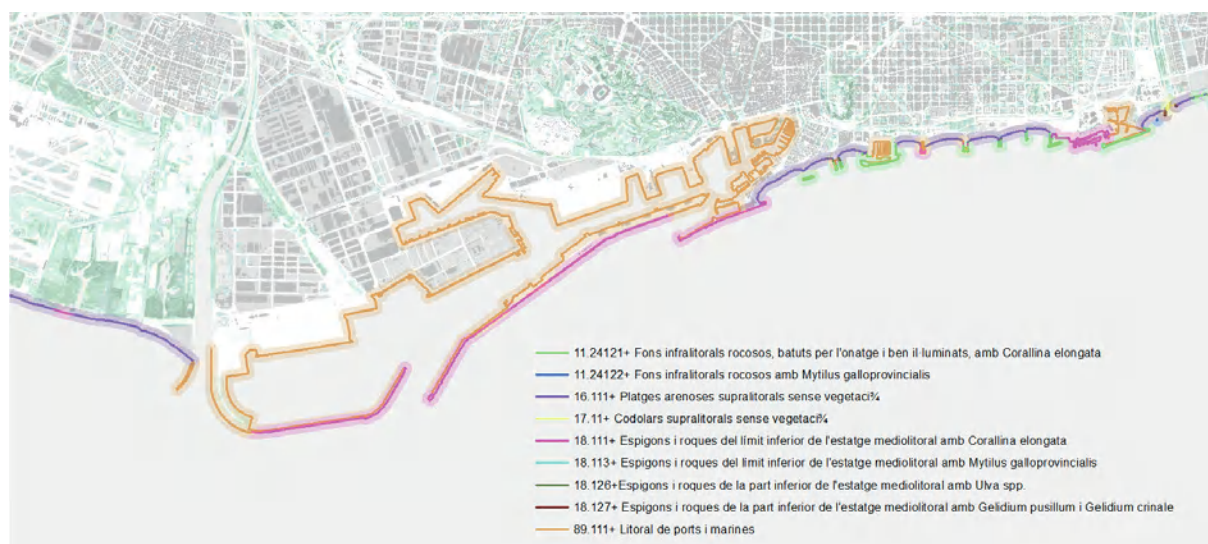 11.24121+ Fons infralitorals rocosos, batuts per l'onatge i ben il·luminats, amb Corallina elongata
11.24122+ Fons infralitorals rocosos amb Mytilus galloprovincialis
16.111+ Platges arenoses supralitorals sense vegetaci¾
17.11+ Codolars supralitorals sense vegetaci¾
18.111+ Espigons i roques del límit inferior de l'estatge mediolitoral amb Corallina elongata
18.113+ Espigons i roques del límit inferior de l'estatge mediolitoral amb Mytilus galloprovincialis
18.126+Espigons i roques de la part inferior de l'estatge mediolitoral amb Ulva spp.
18.127+ Espigons i roques de la part inferior de l'estatge mediolitoral amb Gelidium pusillum i Gelidium crinale
89.111+ Litoral de ports i marines